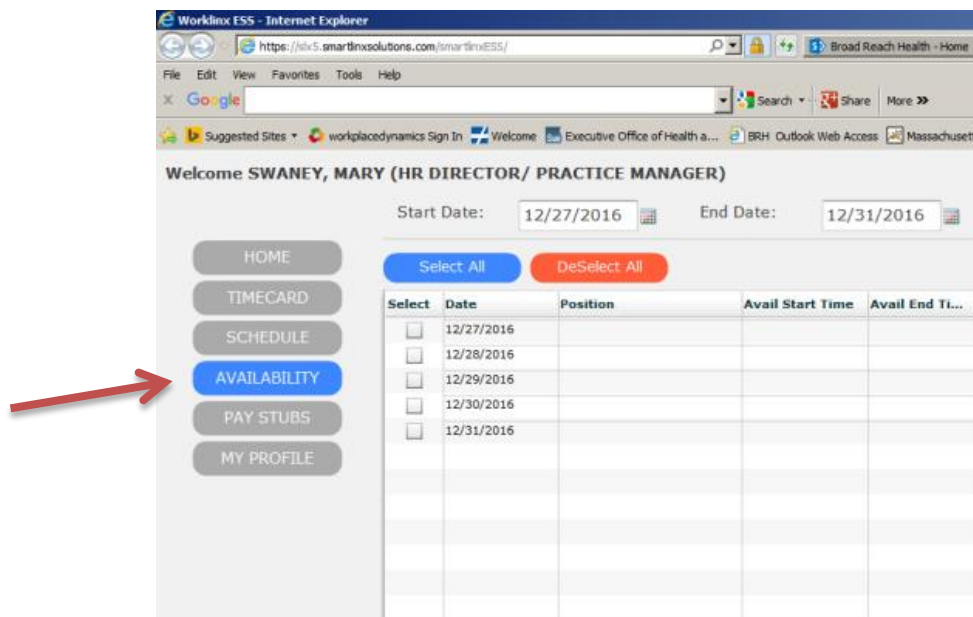 Worklinx ESS - Internet Explorer
https://slx5.smartlinxsolutions.com/smartlinxESS/
Broad Reach Health - Home
File Edit View Favorites Tools Help
x Google Search Share More »
Suggested Sites workplacedynamics Sign In Welcome Executive Office of Health a... BRH Outlook Web Access Massachuset
Welcome SWANEY, MARY (HR DIRECTOR/ PRACTICE MANAGER)
Start Date: 12/27/2016 End Date: 12/31/2016
HOME
TIMECARD
SCHEDULE
AVAILABILITY
PAY STUBS
MY PROFILE
Select All DeSelect All
Select Date Position Avail Start Time Avail End Ti...
12/27/2016
12/28/2016
12/29/2016
12/30/2016
12/31/2016